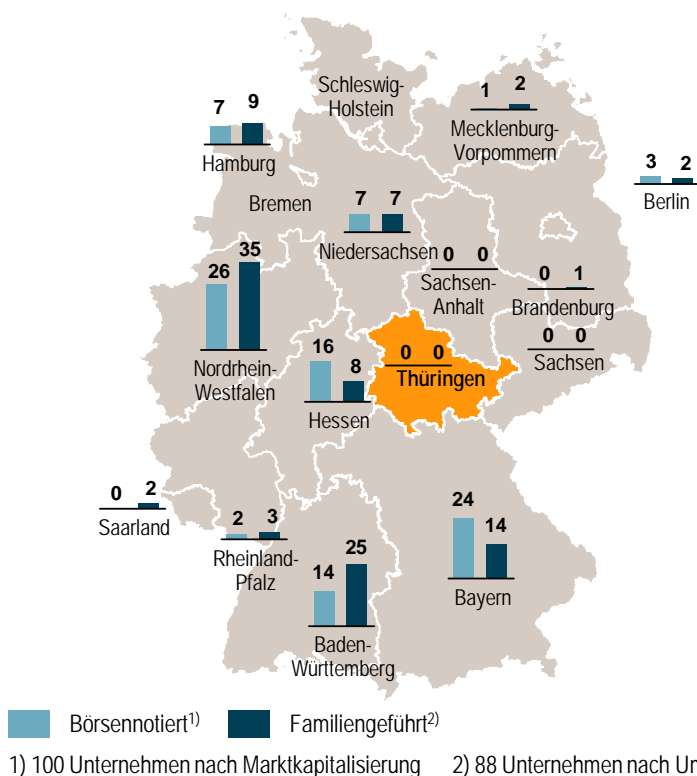 Schleswig-
Holstein
1 2
Mecklenburg-
Vorpommern
7 9
Hamburg
3 2
Berlin
Bremen
7 7
Niedersachsen
0 0
Sachsen-
Anhalt
0 1
Brandenburg
26 35
Nordrhein-
Westfalen
0 0
Sachsen
16 8
Hessen
0 0
Thüringen
0 2
Saarland
2 3
Rheinland-
Pfalz
24 14
Bayern
14 25
Baden-
Württemberg
Börsennotiert1) Familiengeführt2)
1) 100 Unternehmen nach Marktkapitalisierung 2) 88 Unternehmen nach